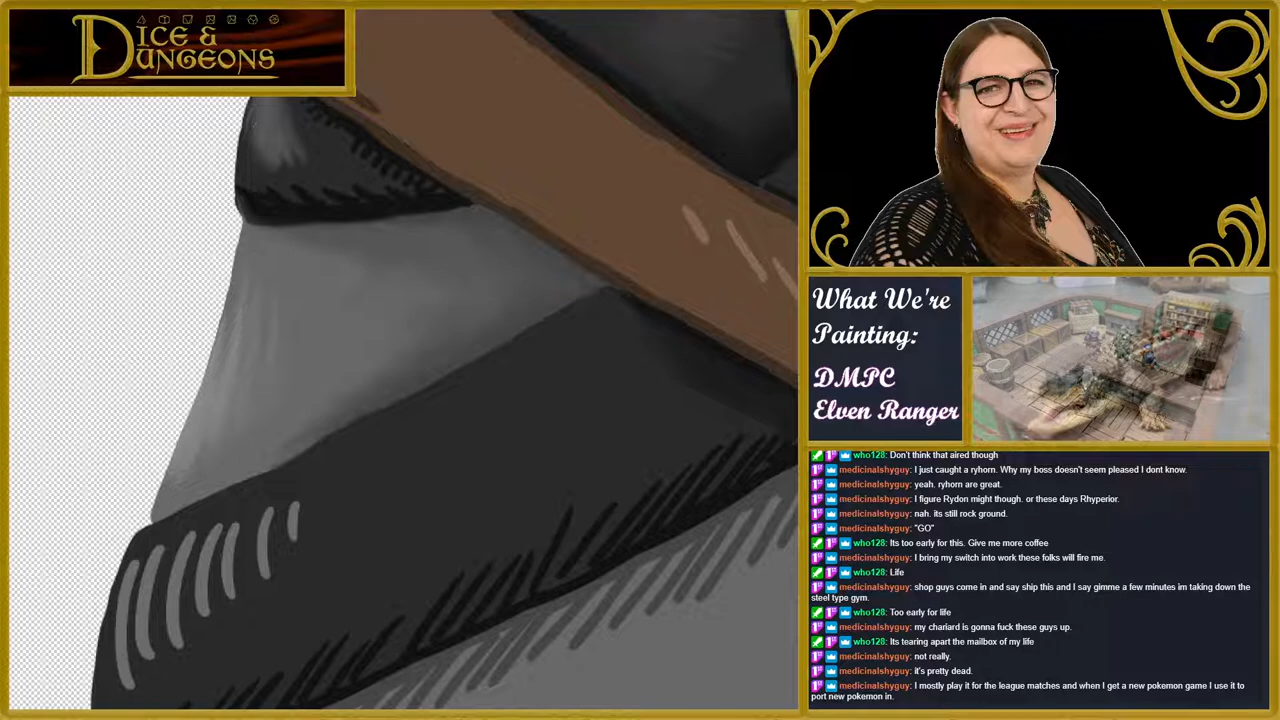 Dice &
Dungeons
What We're
Painting:
DMPC
Elven Ranger
who128: Don't think that aired though
medicinalshyguy: I just caught a ryhorn. Why my boss doesn't seem pleased I dont know.
medicinalshyguy: yeah. ryhorn are great.
medicinalshyguy: I figure Rydon might though. or these days Rhyperior.
medicinalshyguy: nah. its still rock ground.
medicinalshyguy: "GO"
who128: Its too early for this. Give me more coffee
medicinalshyguy: I bring my switch into work these folks will fire me.
who128: Life
medicinalshyguy: shop guys come in and say ship this and I say gimme a few minutes im taking down the
steel type gym.
who128: Too early for life
medicinalshyguy: my chariard is gonna fuck these guys up.
who128: Its tearing apart the mailbox of my life
medicinalshyguy: not really.
medicinalshyguy: it's pretty dead.
medicinalshyguy: I mostly play it for the league matches and when I get a new pokemon game I use it to
port new pokemon in.